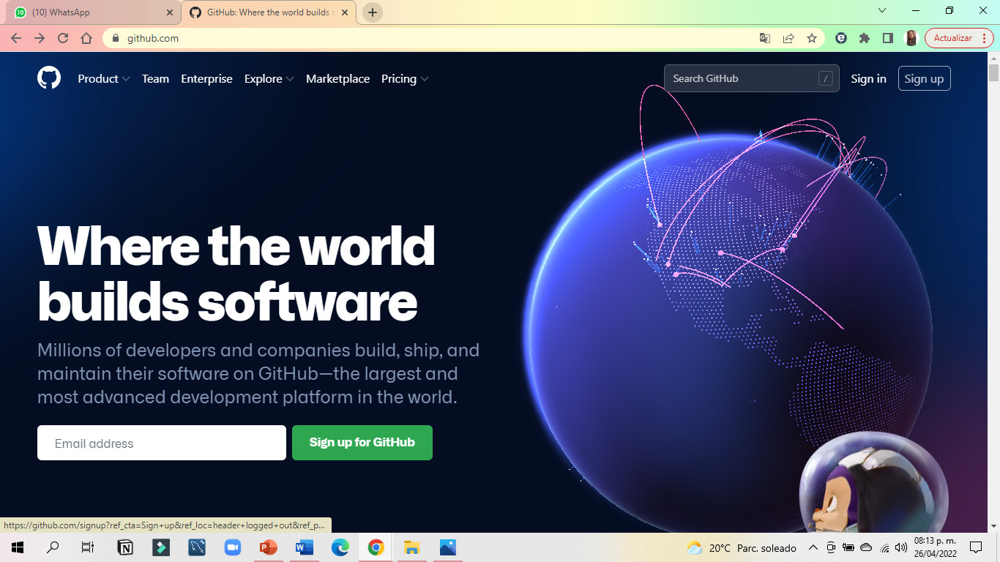 (10) WhatsApp
GitHub: Where the world builds s
github.com
Actualizar
Product
Team
Enterprise
Explore
Marketplace
Pricing
Search GitHub
/
Sign in
Sign up
Where the world
builds software
Millions of developers and companies build, ship, and
maintain their software on GitHub—the largest and
most advanced development platform in the world.
Email address
Sign up for GitHub
https://github.com/signup?ref_cta=Sign+up&ref_loc=header+logged+out&ref_p...
20°C Parc. soleado
08:13 p. m.
26/04/2022